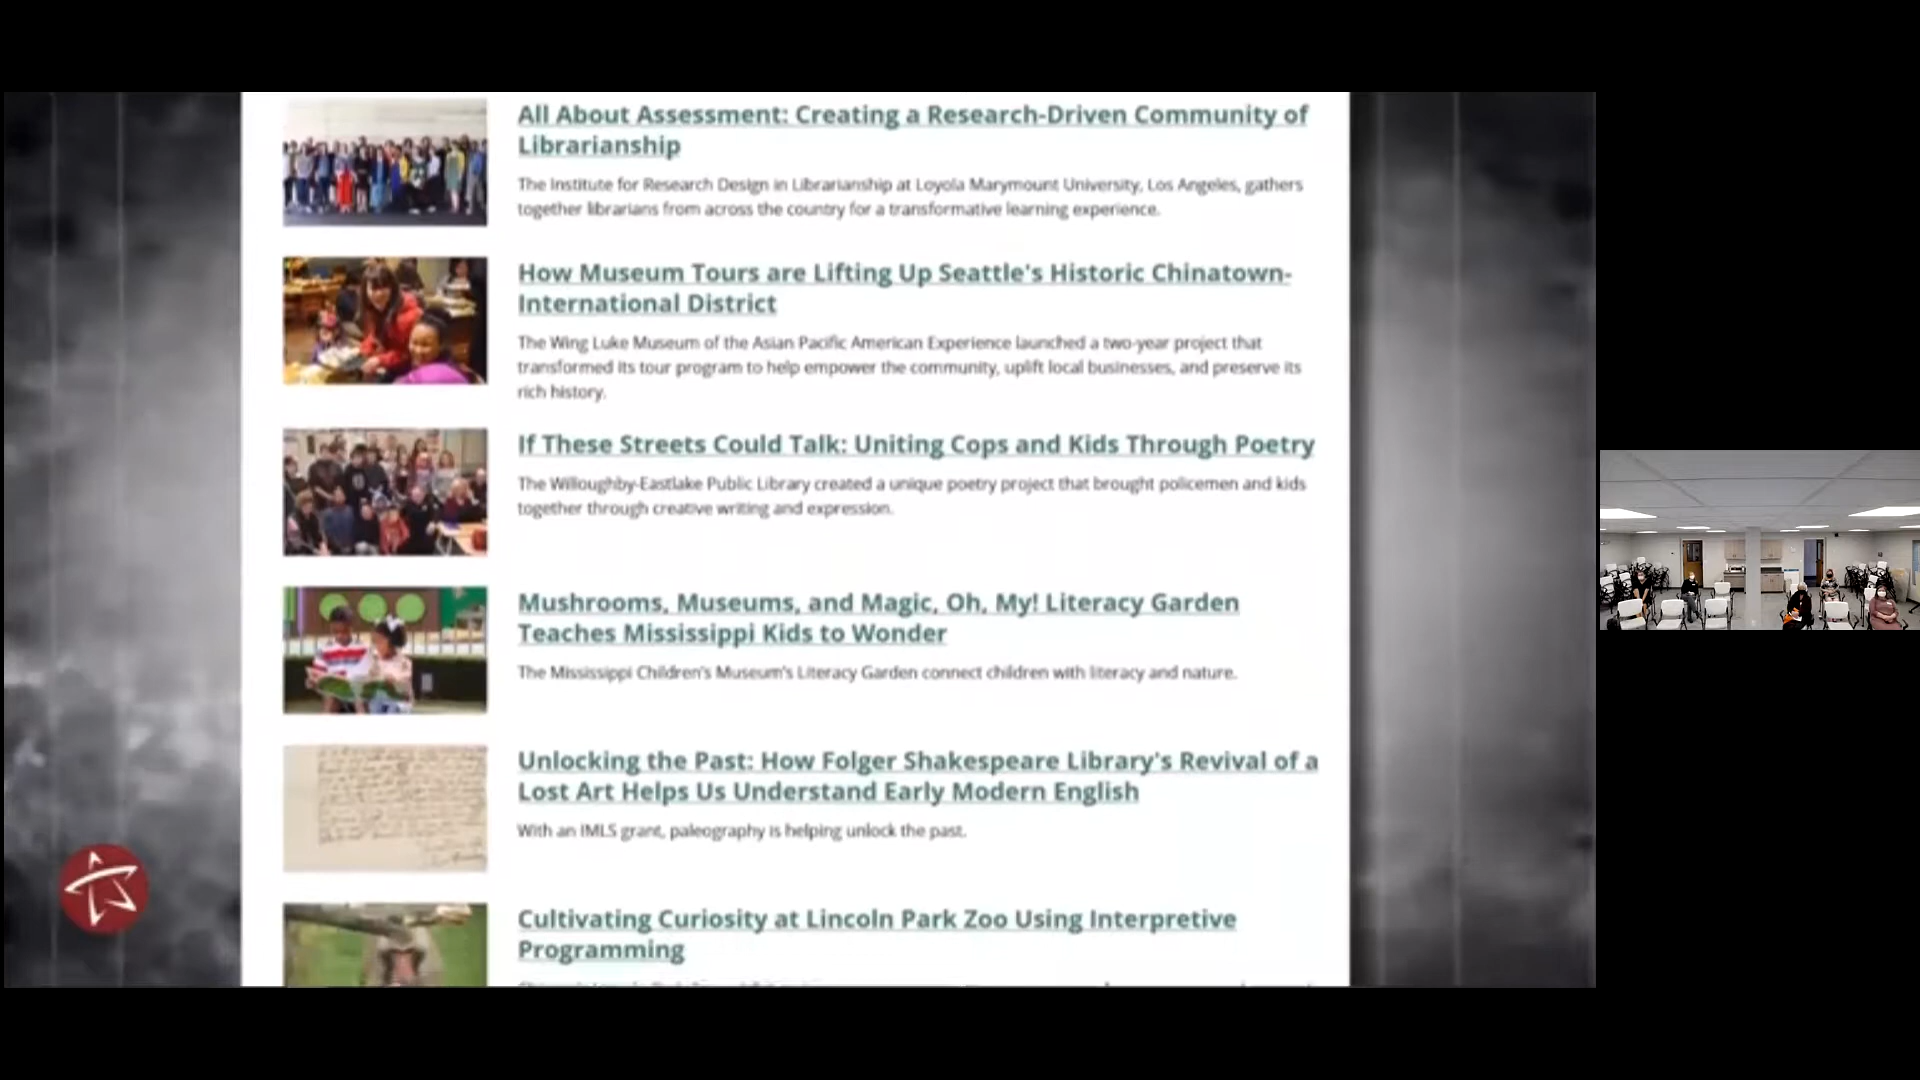 All About Assessment: Creating a Research-Driven Community of
Librarianship
The Institute for Research Design in Librarianship at Loyola Marymount University, Los Angeles, gathers
together librarians from across the country for a transformative learning experience.
How Museum Tours are Lifting Up Seattle's Historic Chinatown-
International District
The Wing Luke Museum of the Asian Pacific American Experience launched a two-year project that
transformed its tour program to help empower the community, uplift local businesses, and preserve its
rich history.
If These Streets Could Talk: Uniting Cops and Kids Through Poetry
The Willoughby-Eastlake Public Library created a unique poetry project that brought policemen and kids
together through creative writing and expression.
Mushrooms, Museums, and Magic, Oh, My! Literacy Garden
Teaches Mississippi Kids to Wonder
The Mississippi Children's Museum's Literacy Garden connect children with literacy and nature.
Unlocking the Past: How Folger Shakespeare Library's Revival of a
Lost Art Helps Us Understand Early Modern English
With an IMLS grant, paleography is helping unlock the past.
Cultivating Curiosity at Lincoln Park Zoo Using Interpretive
Programming